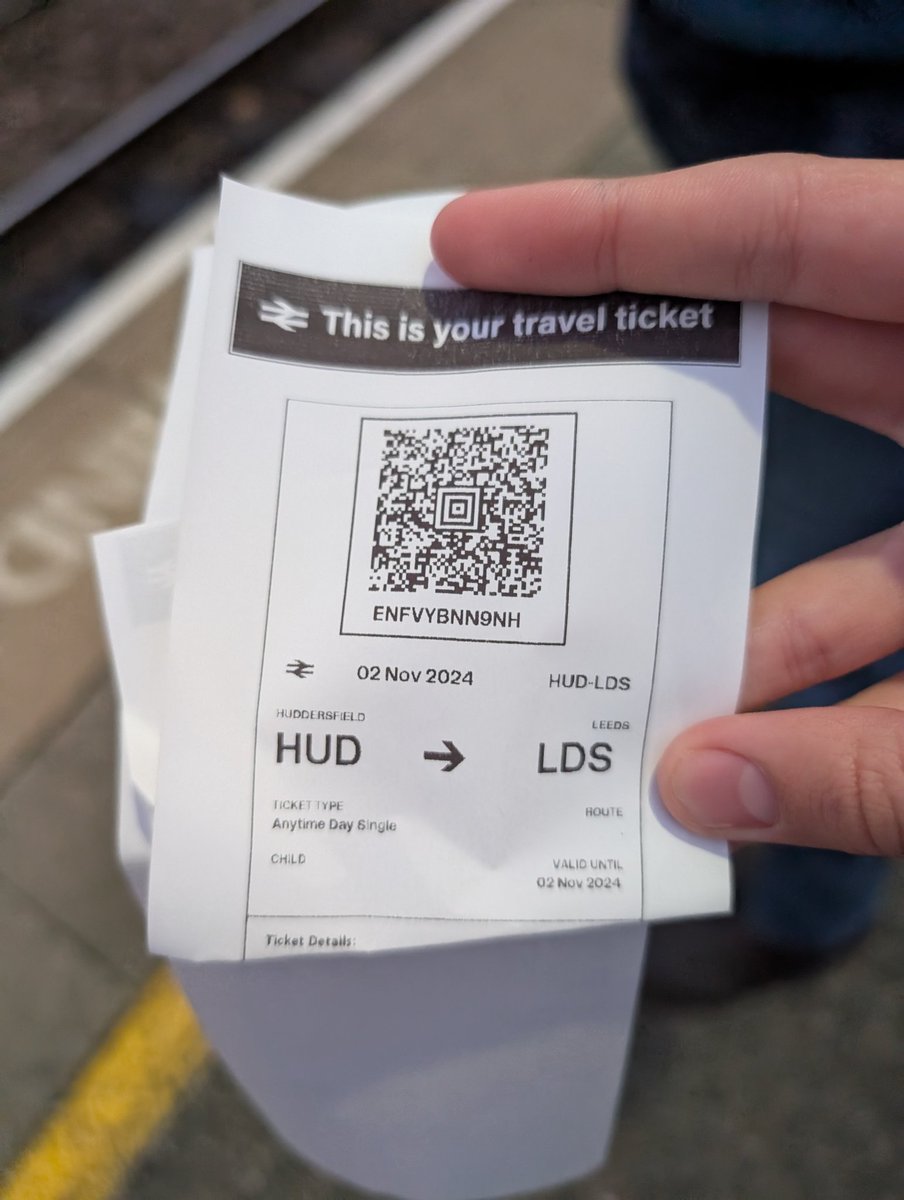 This is your travel ticket
ENFVYBNN9NH
02 Nov 2024 HUD-LDS
HUDDERSFIELD LEEDS
HUD → LDS
TICKET TYPE ROUTE
Anytime Day Single
CHILD VALID UNTIL
02 Nov 2024
Ticket Details: